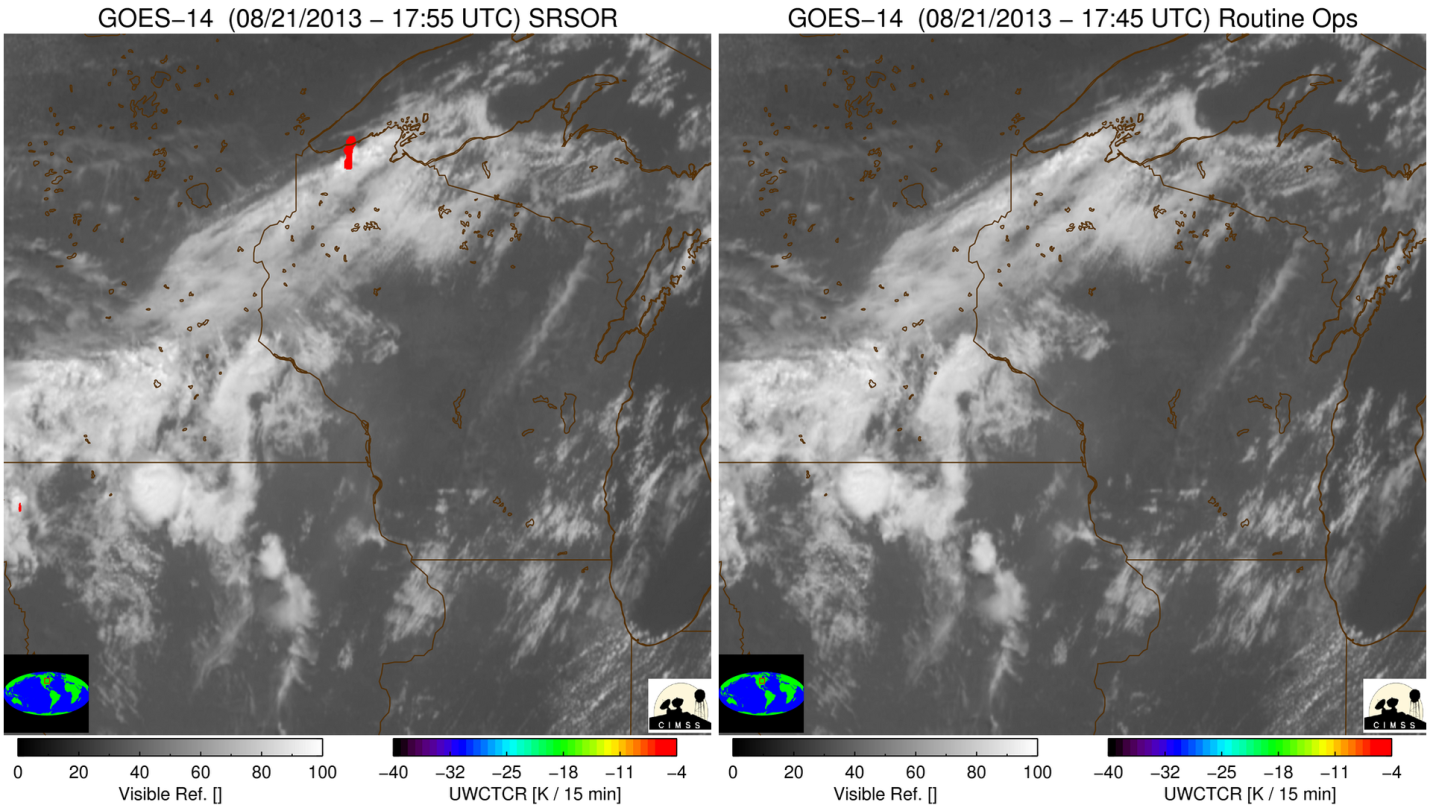 GOES−14 (08/21/2013 − 17:55 UTC) SRSOR
GOES−14 (08/21/2013 − 17:45 UTC) Routine Ops
CIMSS
CIMSS
0 20 40 60 80 100
Visible Ref. []
−40 −32 −25 −18 −11 −4
UWCTCR [K / 15 min]
0 20 40 60 80 100
Visible Ref. []
−40 −32 −25 −18 −11 −4
UWCTCR [K / 15 min]